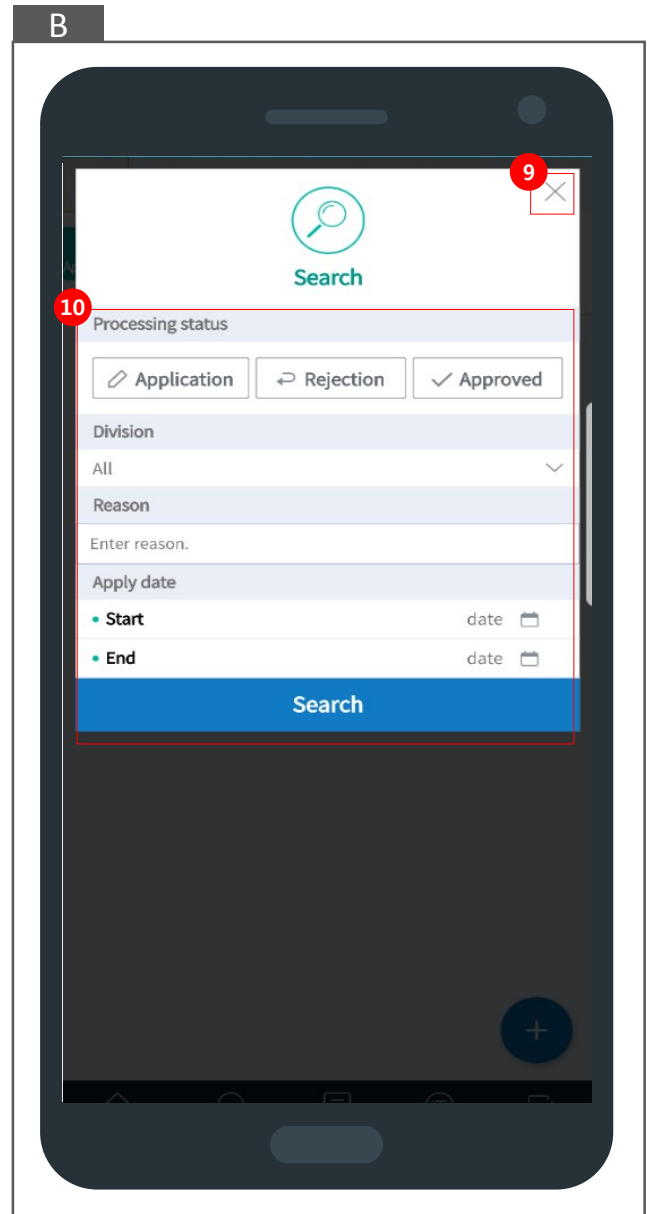 B
9
Search
10
Processing status
Application Rejection Approved
Division
All
Reason
Enter reason.
Apply date
• Start date
• End date
Search